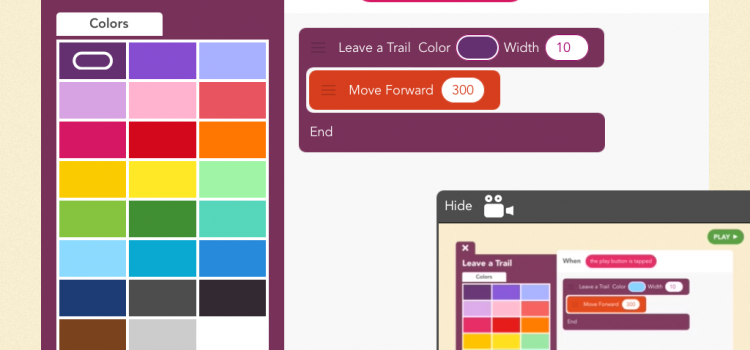 Colors
Leave a Trail Color Width 10
Move Forward 300
End
Hide
PLAY
Leave a Trail
Colors
When the play button is tapped
Leave a Trail Color Width 10
Move Forward 300
End